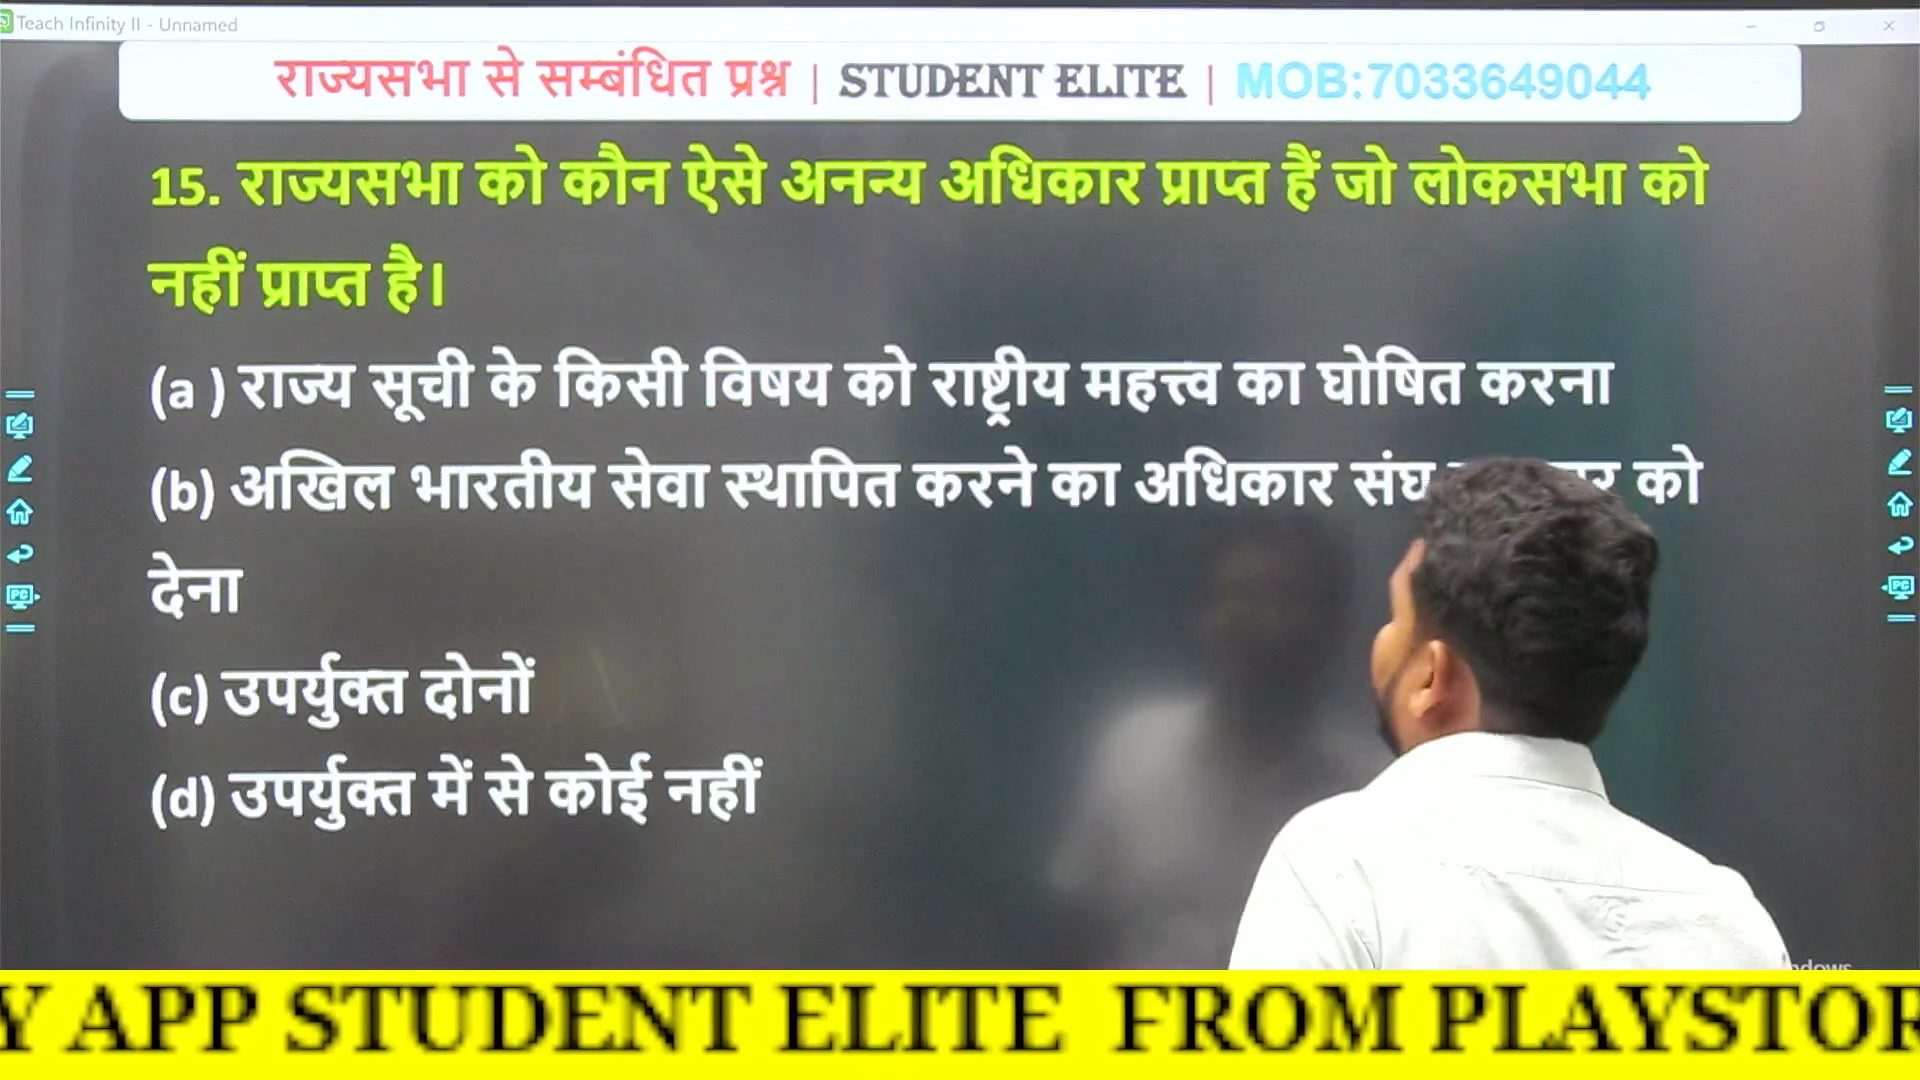 Teach Infinity II - Unnamed
राज्यसभा से सम्बंधित प्रश्न | STUDENT ELITE | MOB:7033649044
15. राज्यसभा को कौन ऐसे अनन्य अधिकार प्राप्त हैं जो लोकसभा को
नहीं प्राप्त है।
(a ) राज्य सूची के किसी विषय को राष्ट्रीय महत्त्व का घोषित करना
(b) अखिल भारतीय सेवा स्थापित करने का अधिकार संघ को
देना
(c) उपर्युक्त दोनों
(d) उपर्युक्त में से कोई नहीं
APP STUDENT ELITE FROM